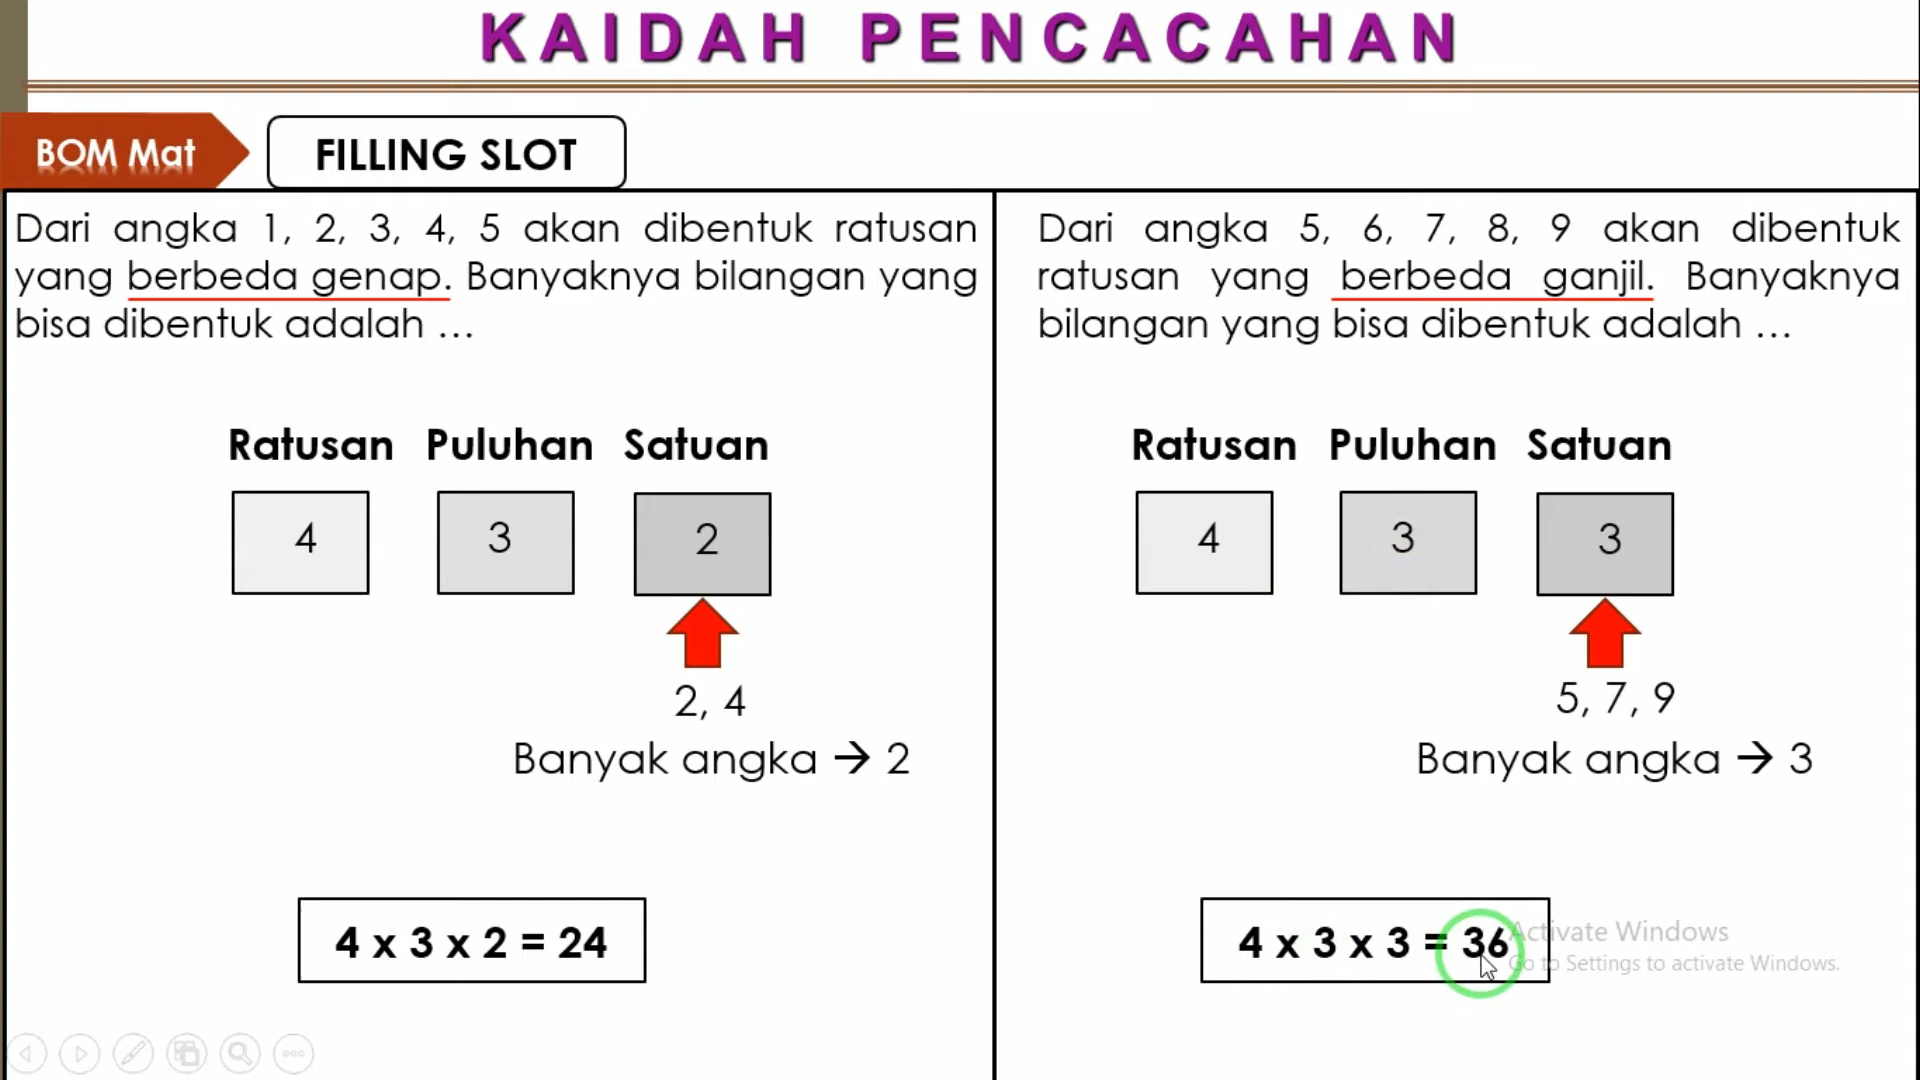 KAIDAH PENCACAHAN
BOM Mat
FILLING SLOT
Dari angka 1, 2, 3, 4, 5 akan dibentuk ratusan
yang berbeda genap. Banyaknya bilangan yang
bisa dibentuk adalah ...
Ratusan Puluhan Satuan
4 3 2
2, 4
Banyak angka → 2
4 x 3 x 2 = 24
Dari angka 5, 6, 7, 8, 9 akan dibentuk
ratusan yang berbeda ganjil. Banyaknya
bilangan yang bisa dibentuk adalah ...
Ratusan Puluhan Satuan
4 3 3
5, 7, 9
Banyak angka → 3
4 x 3 x 3 = 36
Activate Windows
Go to Settings to activate Windows.